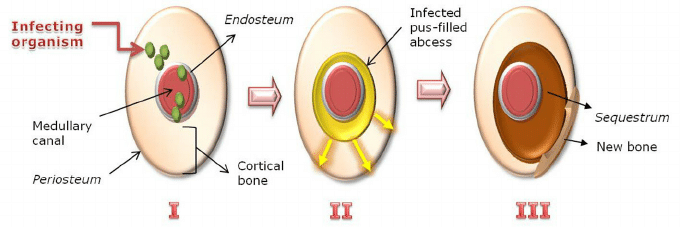 Infecting
organism
Endosteum
Medullary
canal
Periosteum
Cortical
bone
I
Infected
pus-filled
abcess
II
Sequestrum
New bone
III